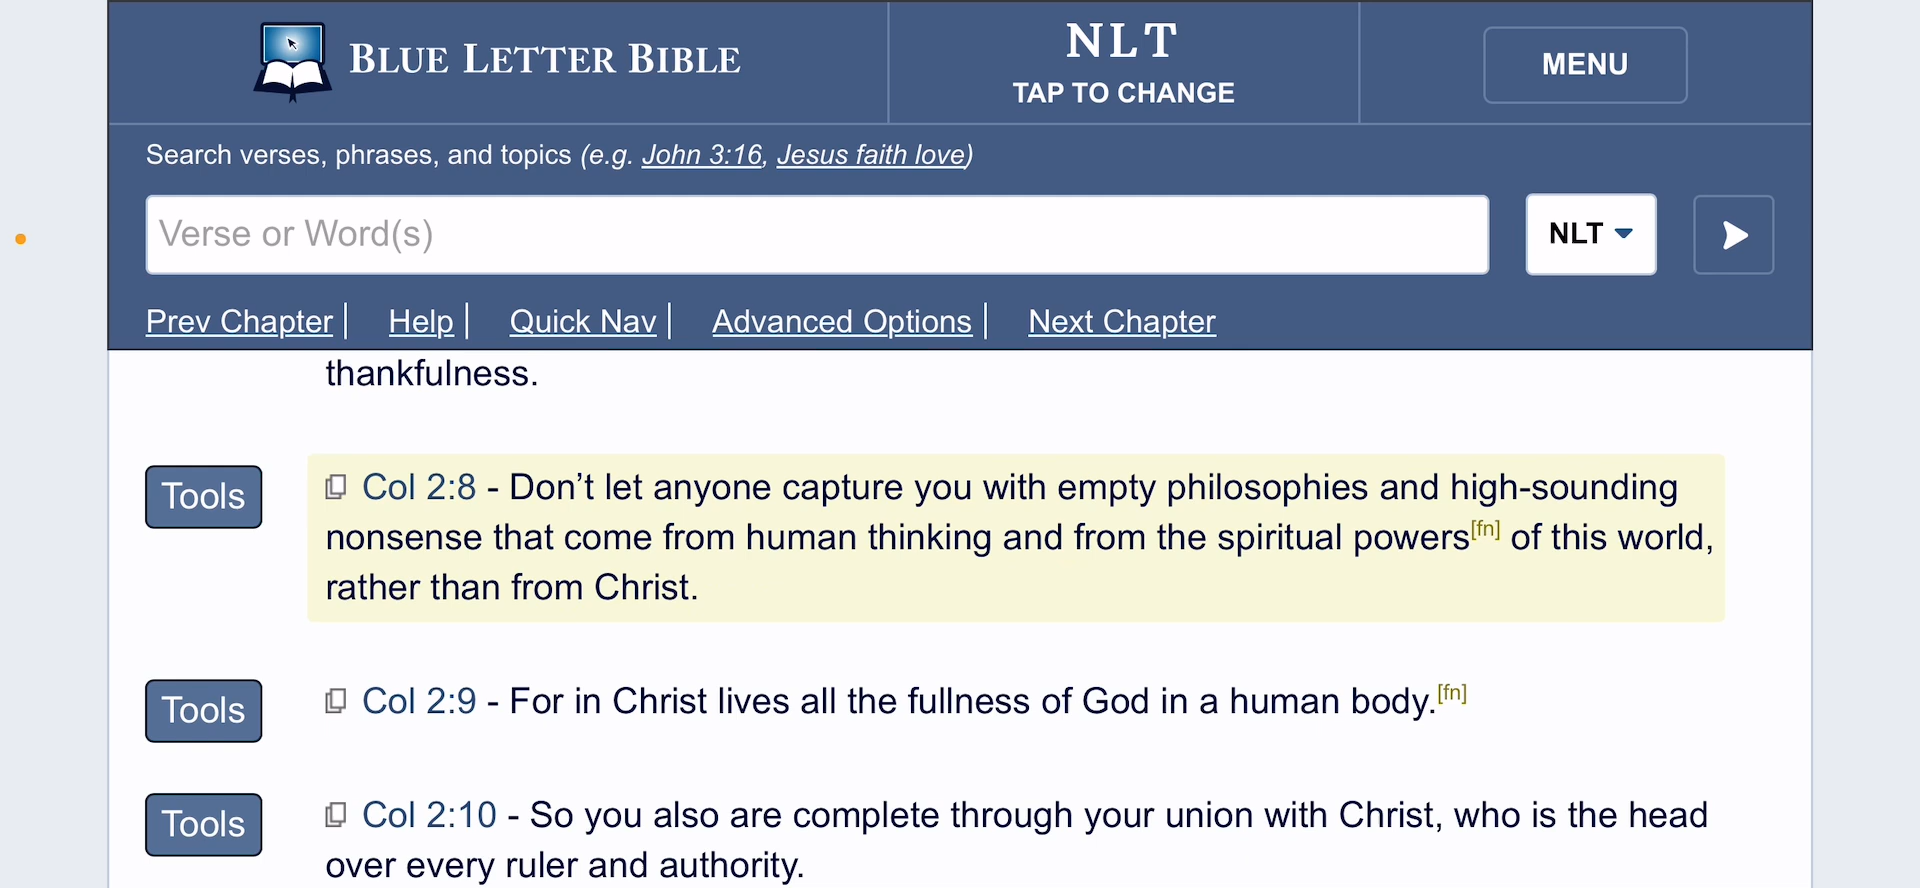 BLUE LETTER BIBLE
NLT
TAP TO CHANGE
MENU
Search verses, phrases, and topics (e.g. John 3:16, Jesus faith love)
Verse or Word(s)
NLT
Prev Chapter| Help| Quick Nav| Advanced Options| Next Chapter
thankfulness.
Tools
Col 2:8 - Don’t let anyone capture you with empty philosophies and high-sounding
nonsense that come from human thinking and from the spiritual powers[fn] of this world,
rather than from Christ.
Tools
Col 2:9 - For in Christ lives all the fullness of God in a human body.[fn]
Tools
Col 2:10 - So you also are complete through your union with Christ, who is the head
over every ruler and authority.